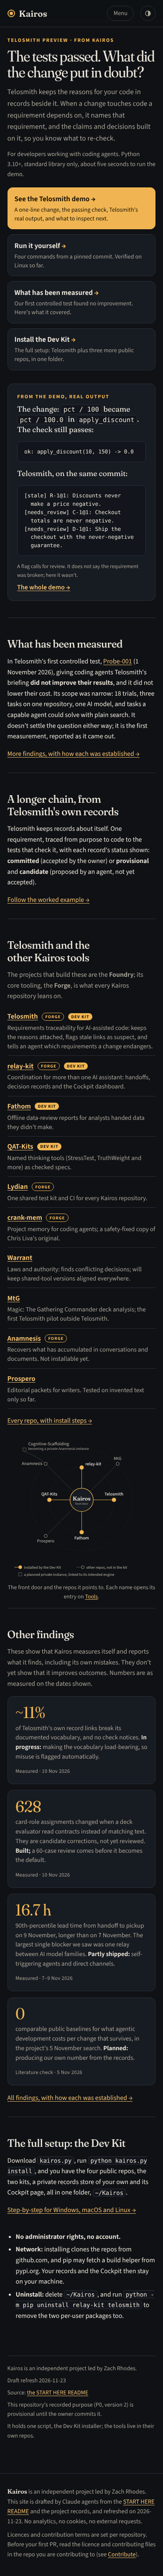 Kairos
Menu
TELOSMITH PREVIEW · FROM KAIROS
The tests passed. What did
the change put in doubt?
Telosmith keeps the reasons for your code in
records beside it. When a change touches code a
requirement depends on, it names that
requirement, and the claims and decisions built
on it, so you know what to re-check.
For developers working with coding agents. Python
3.10+, standard library only, about five seconds to run the
demo.
See the Telosmith demo →
A one-line change, the passing check, Telosmith's
output, and what to inspect next.
Run it yourself →
Four commands from a pinned commit. Verified on
Linux so far.
What has been measured →
Our first controlled test found no improvement.
Here's what it covered.
Install the Dev Kit →
The full setup: Telosmith plus three more public
repos, in one folder.
FROM THE DEMO, REAL OUTPUT
The change: pct / 100 became
pct / 100.0 in apply_discount.
The check still passes:
ok: apply_discount(10, 150) -> 0.0
Telosmith, on the same commit:
[stale] R-1@1: Discounts never
make a price negative.
[needs_review] C-1@1: Checkout
totals are never negative.
[needs_review] D-1@1: Ship the
checkout with the never-negative
guarantee.
A flag calls for review. It does not say the requirement
was broken; here it isn't.
The whole demo →
What has been measured
In Telosmith's first controlled test, Probe-001 (1
November 2026), giving coding agents Telosmith's
briefing did not improve their repairs, and it did not
lower their cost. Its scope was narrow: 18 trials, three
tasks on one repository, one AI model, and tasks a
capable agent could solve with plain search. It
doesn't settle the question either way; it is the first
measurement, reported as it came out.
More findings, with how each was established →
A longer chain, from
Telosmith's own records
Telosmith keeps records about itself. One
requirement, traced from purpose to code to the
tests that check it, with each record's status shown:
committed (accepted by the owner) or provisional
and candidate (proposed by an agent, not yet
accepted).
Follow the worked example →
Telosmith and the
other Kairos tools
The projects that build these are the Foundry; its
core tooling, the Forge, is what every Kairos
repository leans on.
Telosmith FORGE DEV KIT
Requirements traceability for AI-assisted code: keeps
the reasons attached, flags stale links as suspect, and
tells an agent which requirements a change endangers.
relay-kit FORGE DEV KIT
Coordination for more than one AI assistant: handoffs,
decision records and the Cockpit dashboard.
Fathom DEV KIT
Offline data-review reports for analysts handed data
they didn't make.
QAT-Kits DEV KIT
Named thinking tools (StressTest, TruthWeight and
more) as checked specs.
Lydian FORGE
One shared test kit and CI for every Kairos repository.
crank-mem FORGE
Project memory for coding agents; a safety-fixed copy of
Chris Lival's original.
Warrant
Laws and authority: finds conflicting decisions; will
keep shared-tool versions aligned everywhere.
MtG
Magic: The Gathering Commander deck analysis; the
first Telosmith pilot outside Telosmith.
Anamnesis FORGE
Recovers what has accumulated in conversations and
documents. Not installable yet.
Prospero
Editorial packets for writers. Tested on invented text
only so far.
Every repo, with install steps →
Cognitive-Scaffolding
Anamnesis
relay-kit
MtG
QAT-Kits
Kairos
Telosmith
Prospero
Fathom
installed by the Dev Kit
other repos, not in the kit
The front door and the repos it points to. Each name opens its
entry on Tools.
Other findings
These show that Kairos measures itself and reports
what it finds, including its own mistakes. They don't
yet show that it improves outcomes. Numbers are as
measured on the dates shown.
~11%
of Telosmith's own record links break its
documented vocabulary, and no check notices. In
progress: making the vocabulary load-bearing, so
misuse is flagged automatically.
Measured · 10 Nov 2026
628
card-role assignments changed when a deck
evaluator read contracts instead of matching text.
They are candidate corrections, not yet reviewed.
Built; a 60-case review comes before it becomes
the default.
Measured · 10 Nov 2026
16.7 h
90th-percentile lead time from handoff to pickup
on 9 November, longer than on 7 November. The
largest single blocker we saw was one relay
between AI model families. Partly shipped: self-
triggering agents and direct channels.
Measured · 7-9 Nov 2026
0
comparable public baselines for what agentic
development costs per change that survives, in
the project's 5 November search. Planned:
producing our own number from the records.
Literature check · 5 Nov 2026
All findings, with how each was established →
The full setup: the Dev Kit
Download kairos.py, run python kairos.py
install, and you have the four public repos, the
two kits, a private records store of your own and its
Cockpit page, all in one folder, ~/Kairos.
Step-by-step for Windows, macOS and Linux →
• No administrator rights, no account.
• Network: installing clones the repos from
github.com, and pip may fetch a build helper from
pypi.org. Your records and the Cockpit then stay
on your machine.
• Uninstall: delete ~/Kairos, and run python -
m pip uninstall relay-kit telosmith to
remove the two per-user packages too.
Kairos is an independent project led by Zach Rhodes.
Draft refresh 2026-11-23
Source: the START HERE README
This repository's recorded purpose (P0, version 2) is
provisional until the owner commits it.
It holds one script, the Dev Kit installer; the tools live in their
own repos.
Kairos is an independent project led by Zach Rhodes.
This site is drafted by Claude agents from the START HERE
README and the project records, and refreshed on 2026-
11-23. No analytics, no cookies, no external requests.
Licences and contribution terms are set per repository.
Before your first PR, read the licence and contributing files
in the repo you are contributing to (see Contribute).